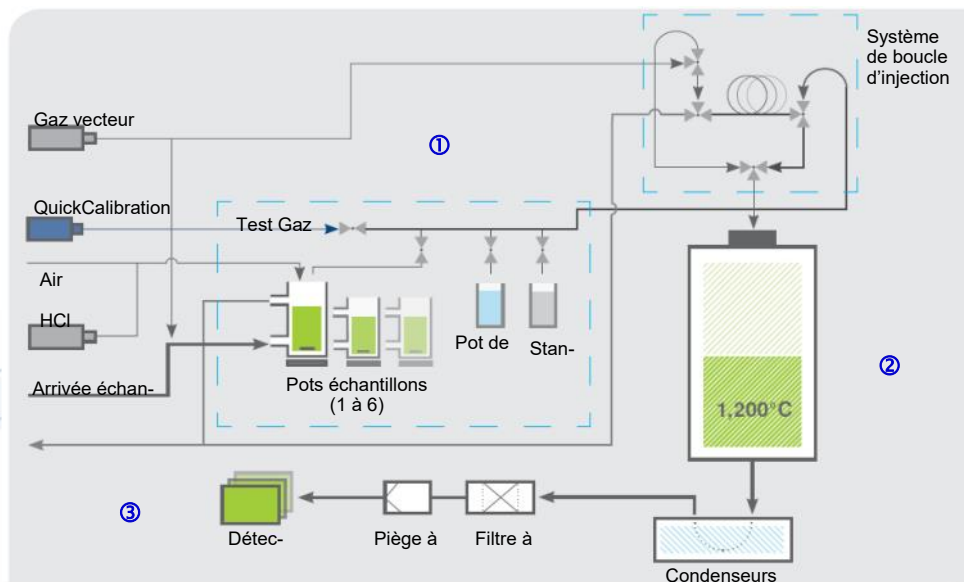 Système
de boucle
d'injection
Gaz vecteur
①
QuickCalibration
Test Gaz
Air
HCl
Pot de
Stan-
Arrivée échan-
Pots échantillons
(1 à 6)
②
1,200°C
③
Détec-
Piège à
Filtre à
Condenseurs